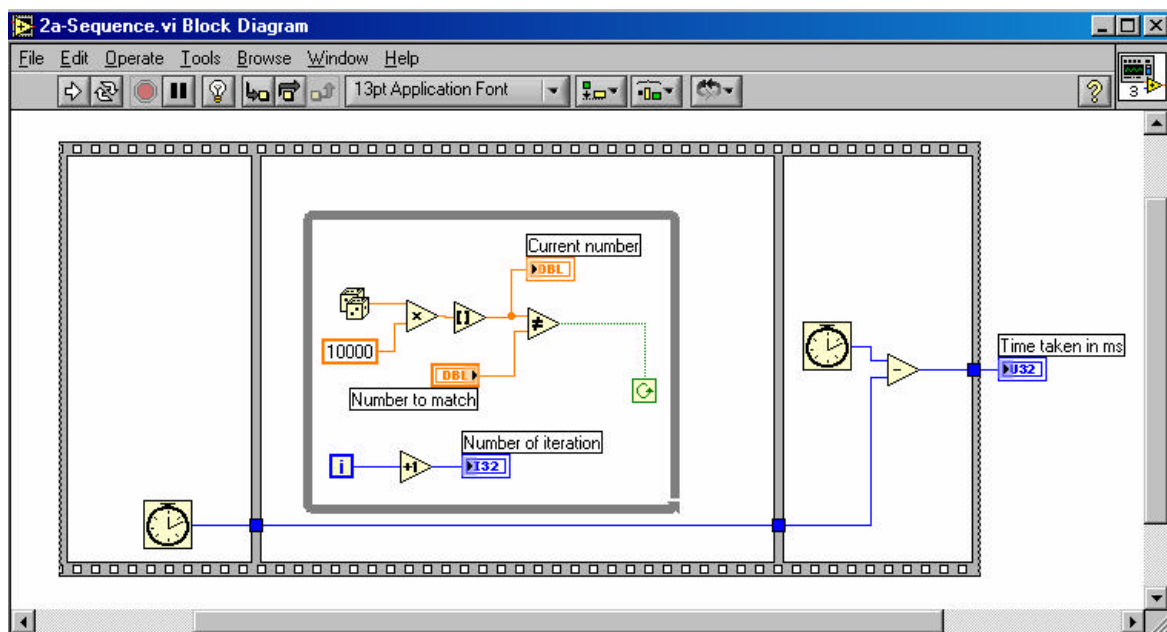 2a-Sequence.vi Block Diagram
File Edit Operate Tools Browse Window Help
13pt Application Font
3
Current number
DBL
10000
DBL
Number to match
Number of iteration
i
+1
I32
Time taken in ms
U32